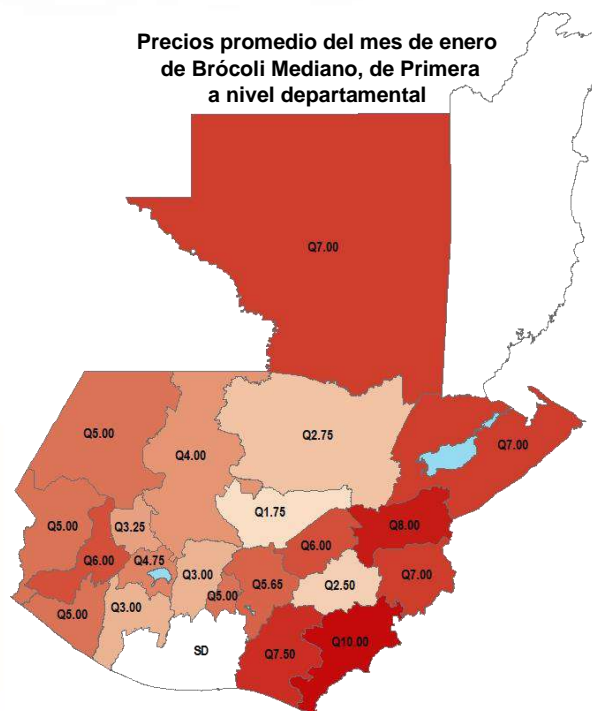 Precios promedio del mes de enero
de Brócoli Mediano, de Primera
a nivel departamental
Q7.00
Q5.00
Q4.00
Q2.75
Q7.00
Q1.75
Q5.00
Q3.25
Q8.00
Q6.00
Q6.00
Q4.75
Q3.00
Q5.65
Q2.50
Q7.00
Q5.00
Q3.00
Q5.00
SD
Q7.50
Q10.00